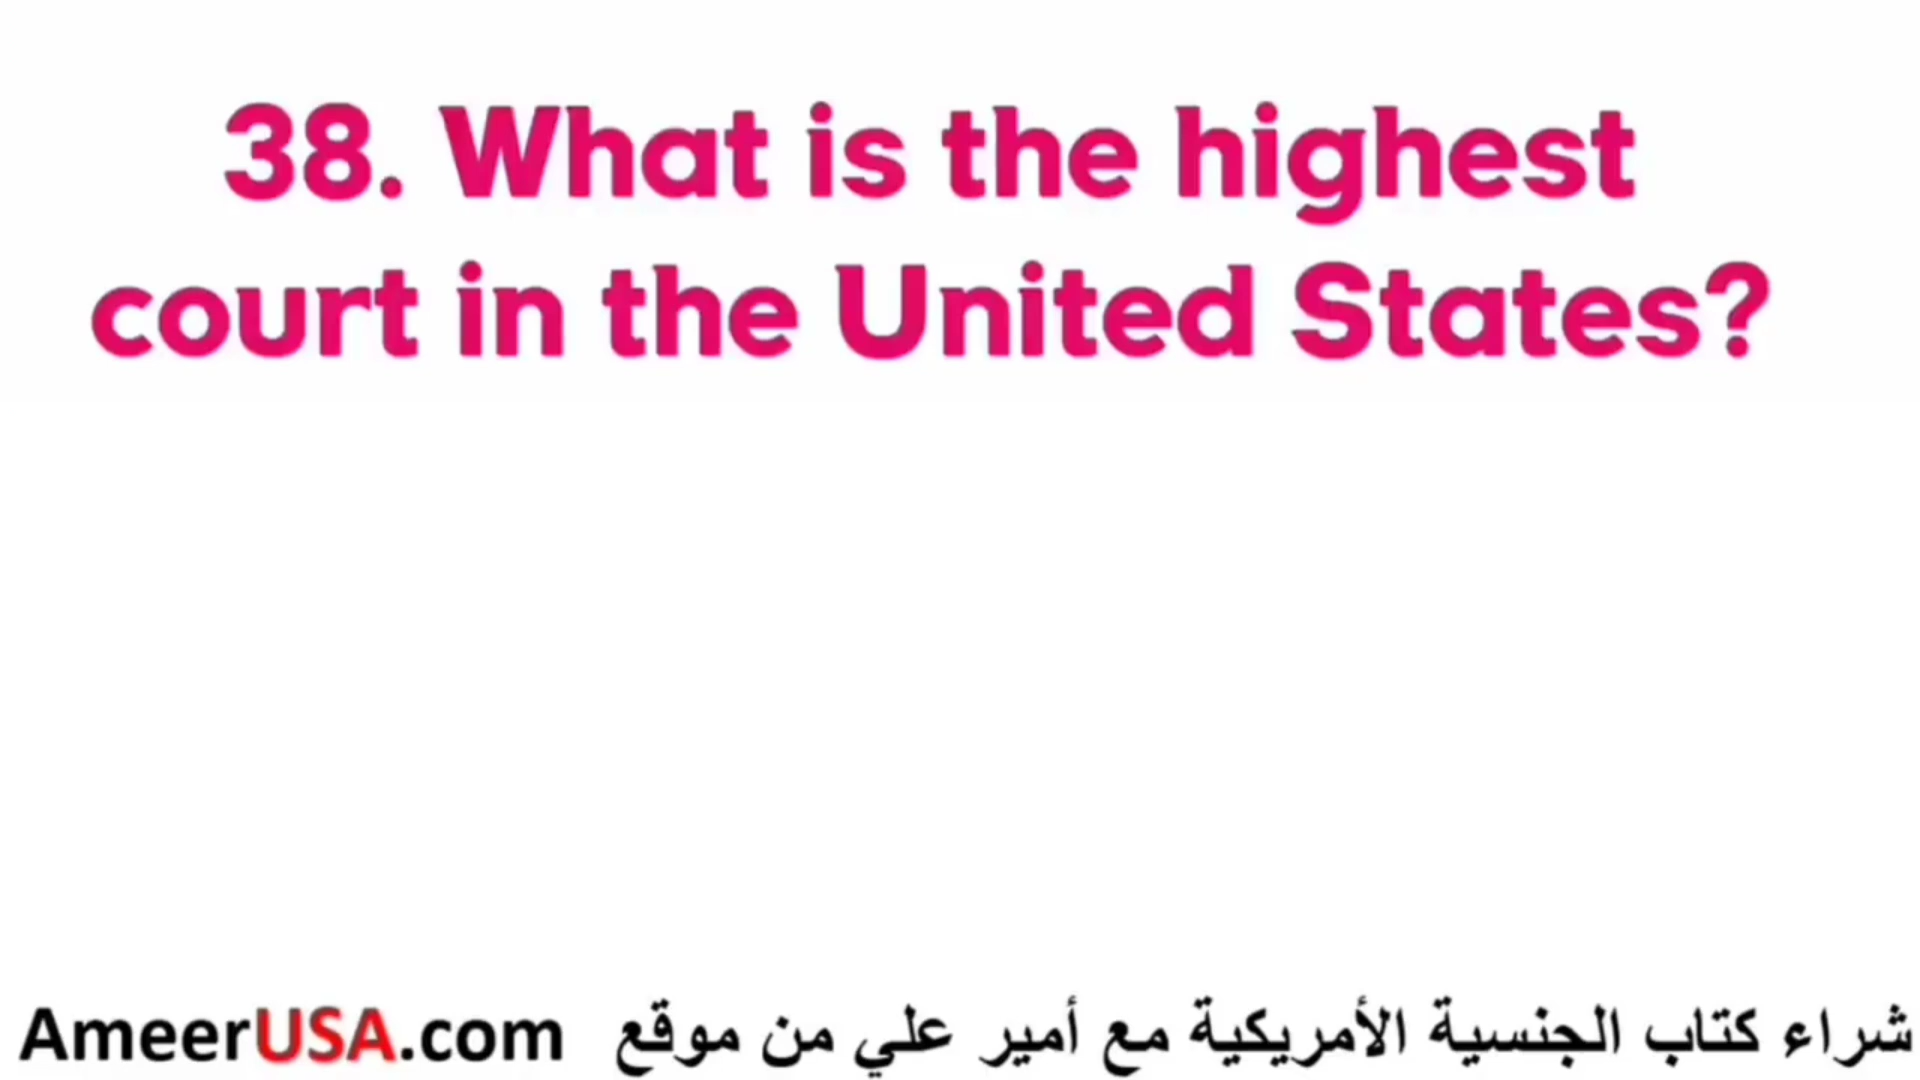 38. What is the highest
court in the United States?
AmeerUSA.com شراء كتاب الجنسية الأمريكية مع أمير علي من موقع